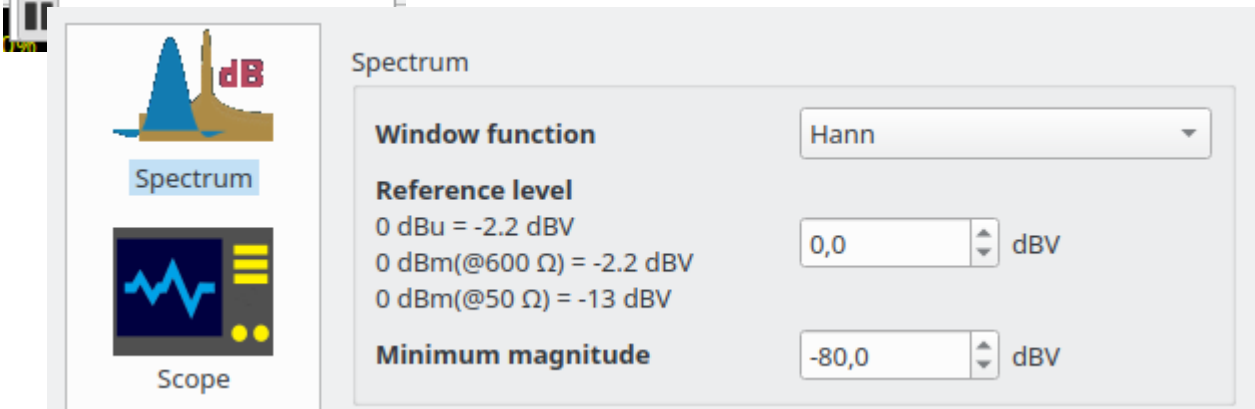 dB
Spectrum
Scope
Spectrum
Window function
Hann
Reference level
0 dBu = -2.2 dBV
0 dBm(@600 Ω) = -2.2 dBV
0 dBm(@50 Ω) = -13 dBV
0,0
dBV
Minimum magnitude
-80,0
dBV